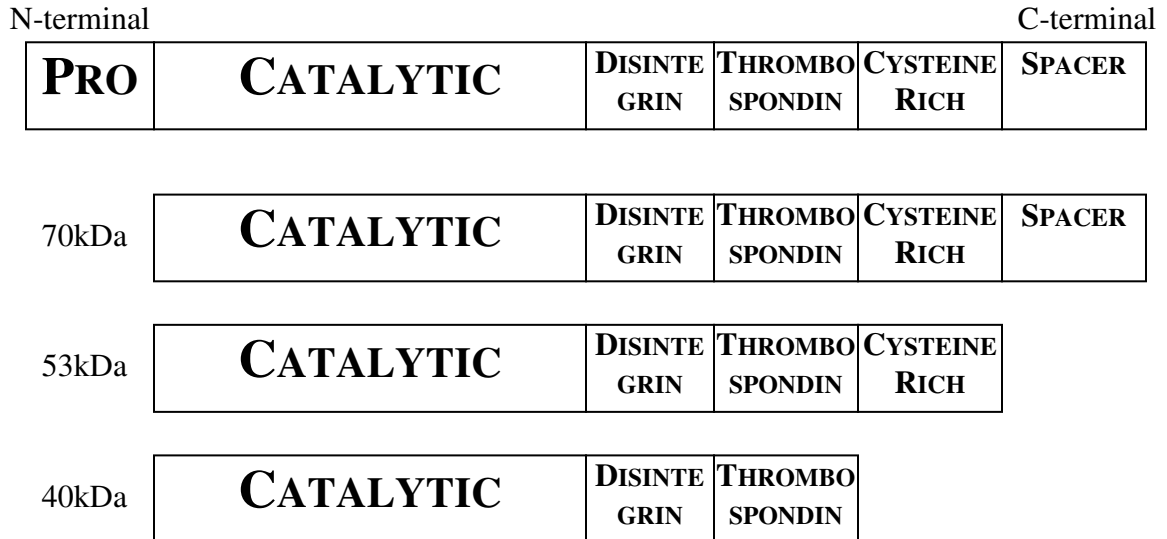 N-terminal C-terminal
PRO CATALYTIC DISINTE THROMBO CYSTEINE SPACER
GRIN SPONDIN RICH
70kDa CATALYTIC DISINTE THROMBO CYSTEINE SPACER
GRIN SPONDIN RICH
53kDa CATALYTIC DISINTE THROMBO CYSTEINE
GRIN SPONDIN RICH
40kDa CATALYTIC DISINTE THROMBO
GRIN SPONDIN